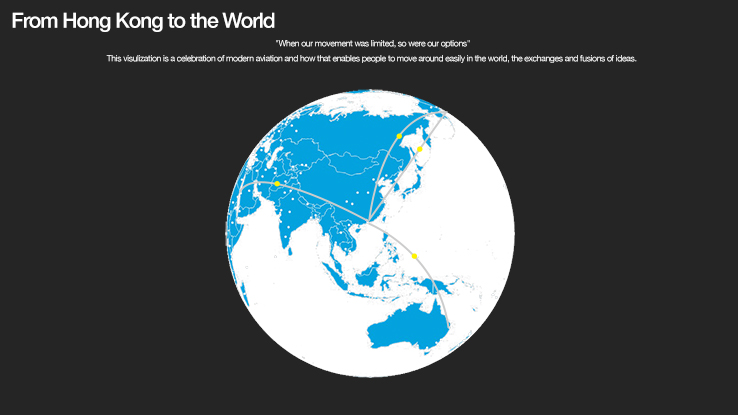 From Hong Kong to the World
"When our movement was limited, so were our options"
This visulization is a celebration of modern aviation and how that enables people to move around easily in the world, the exchanges and fusions of ideas.